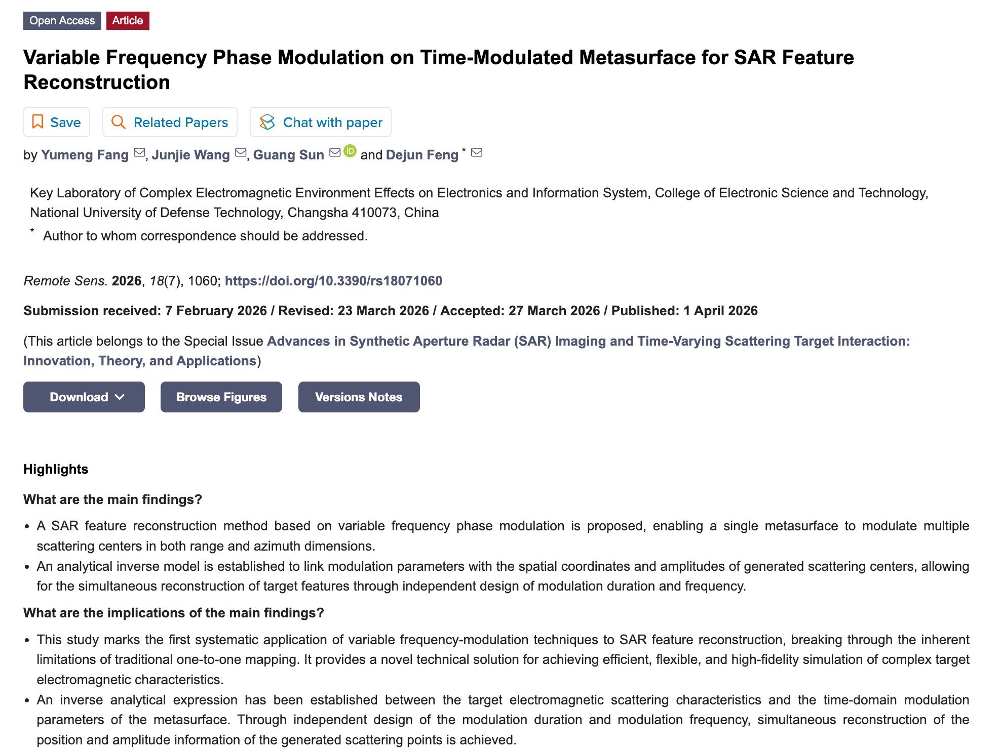 Open Access Article
Variable Frequency Phase Modulation on Time-Modulated Metasurface for SAR Feature
Reconstruction
Save Related Papers Chat with paper
by Yumeng Fang, Junjie Wang, Guang Sun iD and Dejun Feng *
Key Laboratory of Complex Electromagnetic Environment Effects on Electronics and Information System, College of Electronic Science and Technology,
National University of Defense Technology, Changsha 410073, China
* Author to whom correspondence should be addressed.
Remote Sens. 2026, 18(7), 1060; https://doi.org/10.3390/rs18071060
Submission received: 7 February 2026 / Revised: 23 March 2026 / Accepted: 27 March 2026 / Published: 1 April 2026
(This article belongs to the Special Issue Advances in Synthetic Aperture Radar (SAR) Imaging and Time-Varying Scattering Target Interaction:
Innovation, Theory, and Applications)
Download Browse Figures Versions Notes
Highlights
What are the main findings?
• A SAR feature reconstruction method based on variable frequency phase modulation is proposed, enabling a single metasurface to modulate multiple
scattering centers in both range and azimuth dimensions.
• An analytical inverse model is established to link modulation parameters with the spatial coordinates and amplitudes of generated scattering centers, allowing
for the simultaneous reconstruction of target features through independent design of modulation duration and frequency.
What are the implications of the main findings?
• This study marks the first systematic application of variable frequency-modulation techniques to SAR feature reconstruction, breaking through the inherent
limitations of traditional one-to-one mapping. It provides a novel technical solution for achieving efficient, flexible, and high-fidelity simulation of complex target
electromagnetic characteristics.
• An inverse analytical expression has been established between the target electromagnetic scattering characteristics and the time-domain modulation
parameters of the metasurface. Through independent design of the modulation duration and modulation frequency, simultaneous reconstruction of the
position and amplitude information of the generated scattering points is achieved.